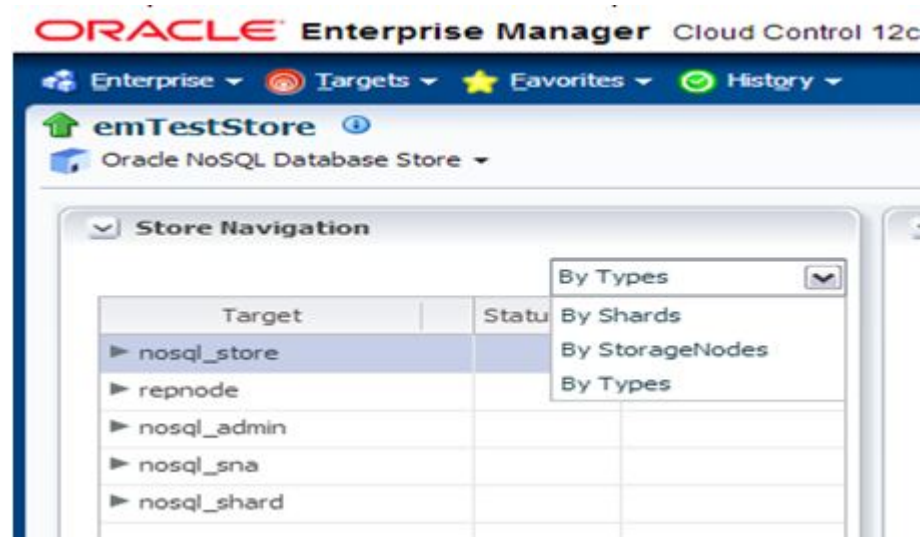 ORACLE Enterprise Manager Cloud Control 12c
Enterprise Targets Favorites History
emTestStore
Oracle NoSQL Database Store
Store Navigation
By Types
Target Statu By Shards
nosql_store By StorageNodes
repnode By Types
nosql_admin
nosql_sna
nosql_shard